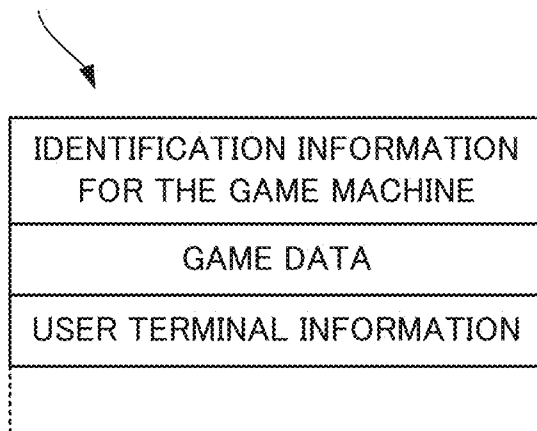 IDENTIFICATION INFORMATION
FOR THE GAME MACHINE
GAME DATA
USER TERMINAL INFORMATION